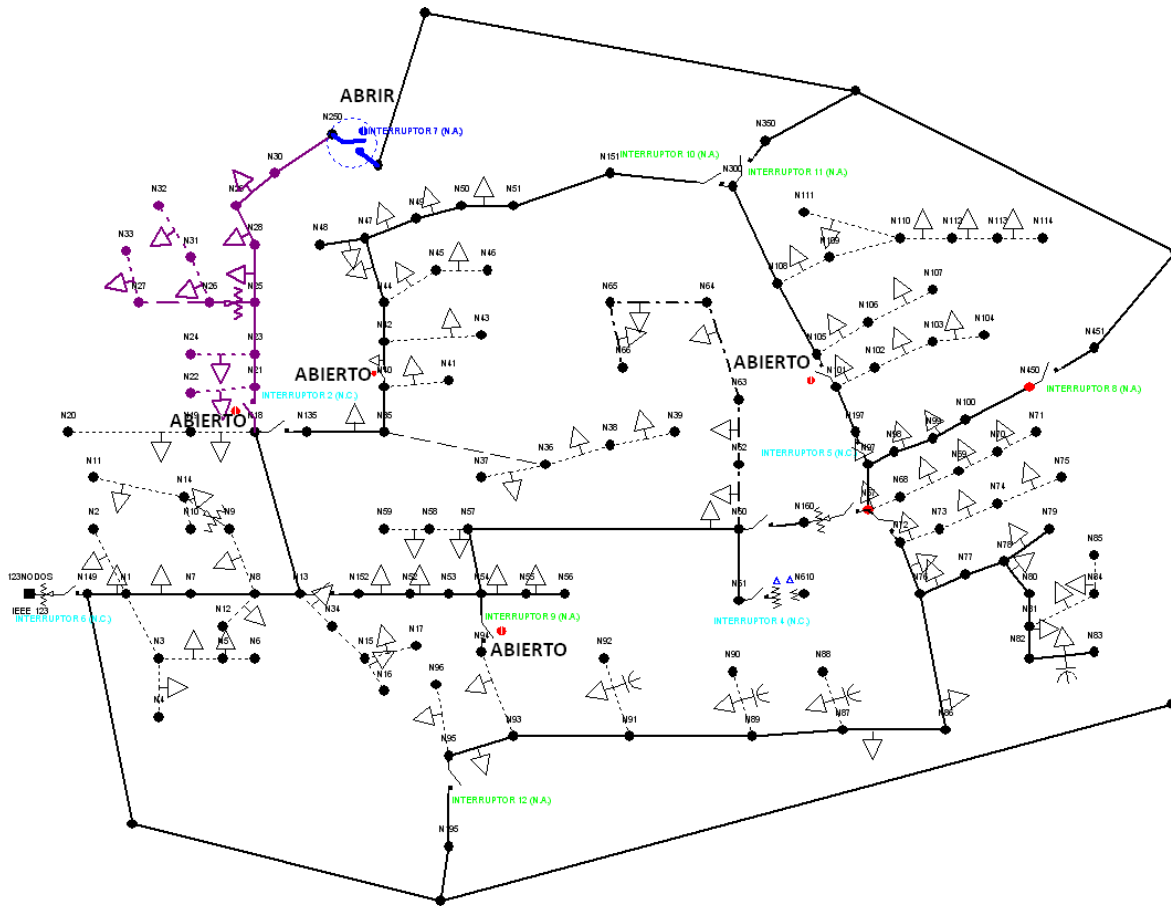 ABRIR
N250
INTERRUPTOR 7 (N.A.)
N350
INTERRUPTOR 10 (N.A.)
N151
N30
N300
INTERRUPTOR 11 (N.A.)
N32
N50
N51
N111
N49
N47
N110
N112
N113
N114
N48
N28
N33
N31
N109
N45
N46
N108
N107
N27
N26
N25
N44
N65
N64
N106
N24
N23
N42
N43
N105
N103
N104
N451
N66
ABIERTO
ABIERTO
N102
N22
N21
N40
N41
N101
N450
INTERRUPTOR 8 (N.A.)
INTERRUPTOR 2 (N.C.)
N63
ABIERTO
N20
N19
N18
N135
N35
N39
N197
N100
N99
N71
N38
N98
N70
INTERRUPTOR 5 (N.C.)
N97
N11
N37
N36
N62
N69
N75
N14
N68
N74
N2
N10
N9
N59
N58
N57
N60
N160
N67
N72
N73
N79
N78
N85
123NODOS
N149
N1
N7
N8
N13
N152
N52
N53
N54
N55
N56
N61
N610
N76
N77
N80
N84
IEEE 123
INTERRUPTOR 6 (N.C.)
N12
N34
INTERRUPTOR 9 (N.A.)
INTERRUPTOR 4 (N.C.)
N81
N3
N5
N6
N15
N17
N94
ABIERTO
N92
N90
N88
N82
N83
N16
N96
N4
N95
N93
N91
N89
N87
N86
INTERRUPTOR 12 (N.A.)
N195